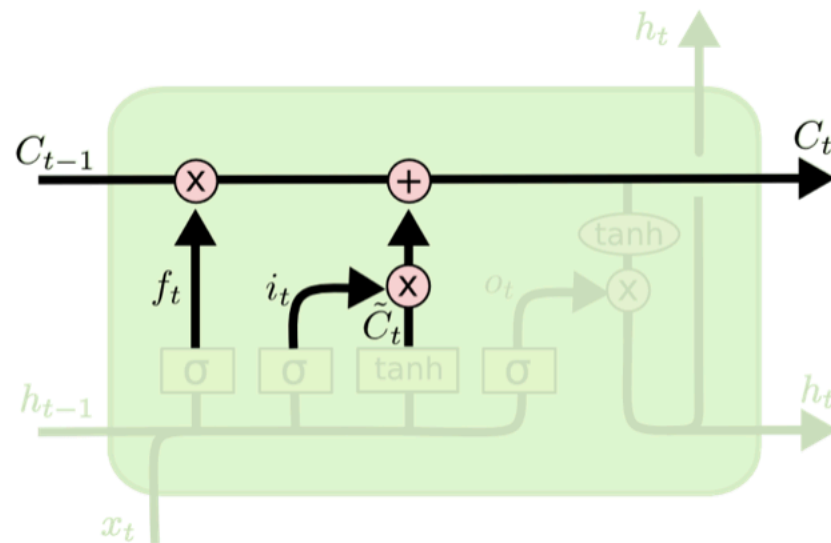 h_t
C_{t-1} C_t
x +
tanh
f_t i_t x o_t x
C̃_t
σ σ tanh σ
h_{t-1} h_t
x_t